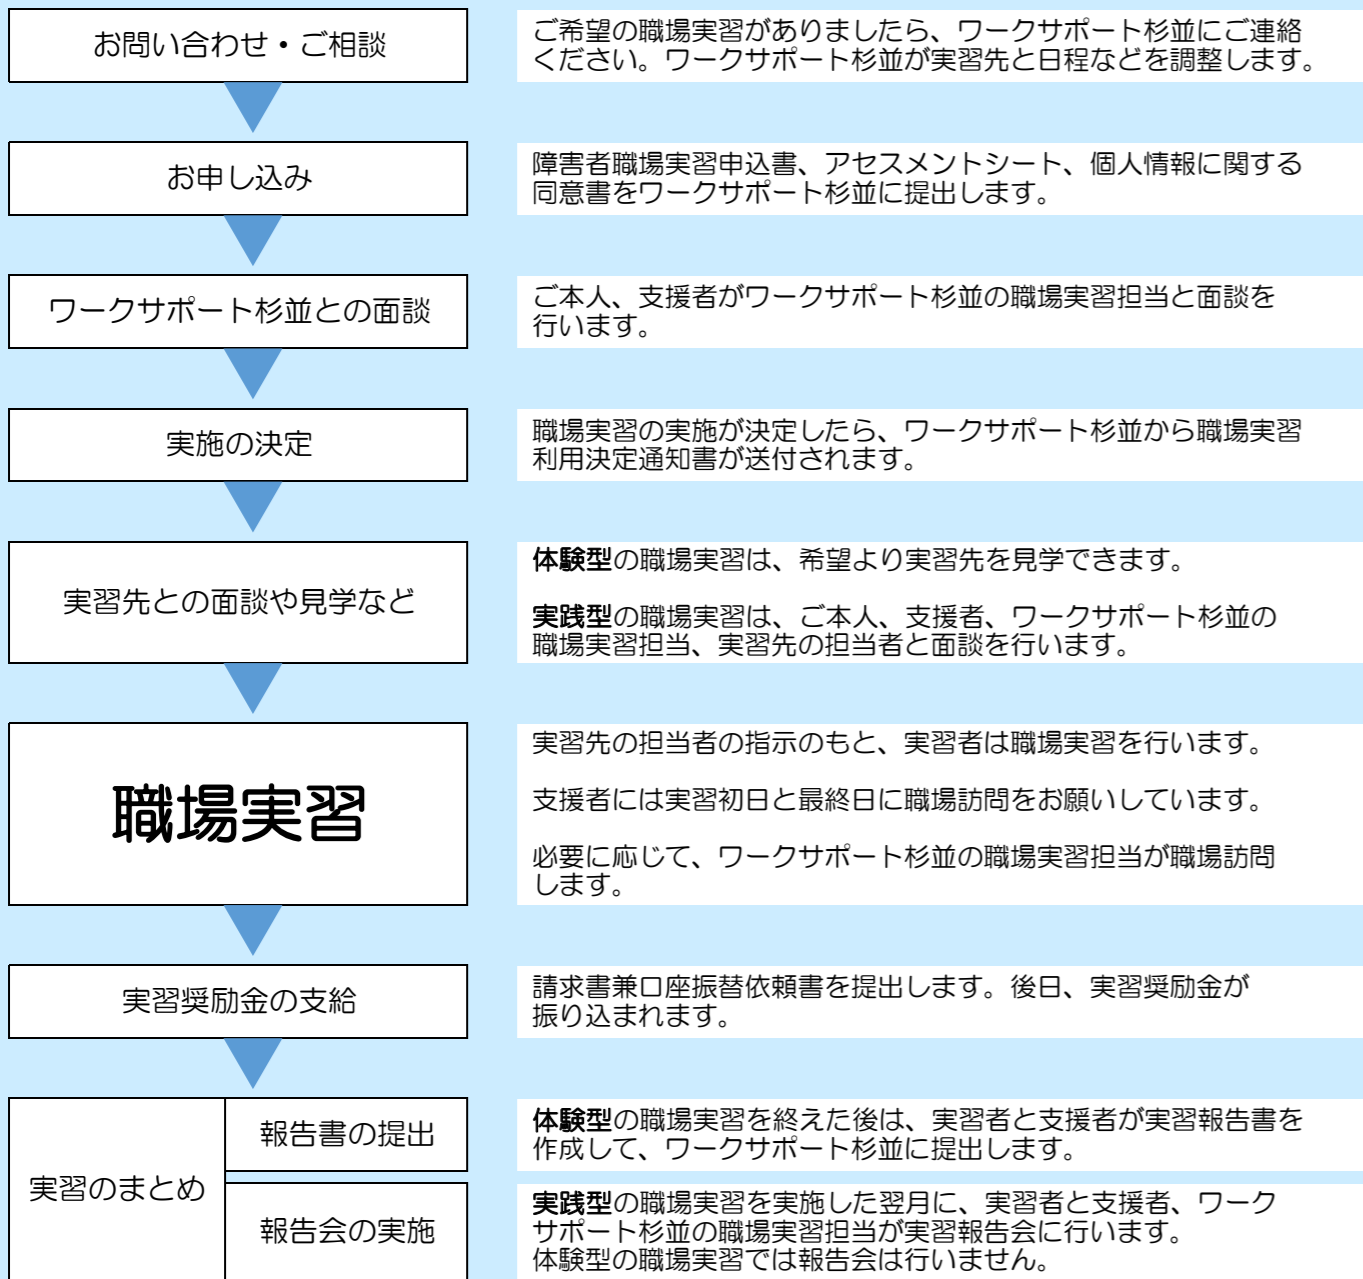 お問い合わせ・ご相談
ご希望の職場実習がありましたら、ワークサポート杉並にご連絡
ください。ワークサポート杉並が実習先と日程などを調整します。
お申し込み
障害者職場実習申込書、アセスメントシート、個人情報に関する
同意書をワークサポート杉並に提出します。
ワークサポート杉並との面談
ご本人、支援者がワークサポート杉並の職場実習担当と面談を
行います。
実施の決定
職場実習の実施が決定したら、ワークサポート杉並から職場実習
利用決定通知書が送付されます。
実習先との面談や見学など
体験型の職場実習は、希望より実習先を見学できます。
実践型の職場実習は、ご本人、支援者、ワークサポート杉並の
職場実習担当、実習先の担当者と面談を行います。
職場実習
実習先の担当者の指示のもと、実習者は職場実習を行います。
支援者には実習初日と最終日に職場訪問をお願いしています。
必要に応じて、ワークサポート杉並の職場実習担当が職場訪問
します。
実習奨励金の支給
請求書兼口座振替依頼書を提出します。後日、実習奨励金が
振り込まれます。
実習のまとめ
報告書の提出
体験型の職場実習を終えた後は、実習者と支援者が実習報告書を
作成して、ワークサポート杉並に提出します。
報告会の実施
実践型の職場実習を実施した翌月に、実習者と支援者、ワーク
サポート杉並の職場実習担当が実習報告会に行います。
体験型の職場実習では報告会は行いません。